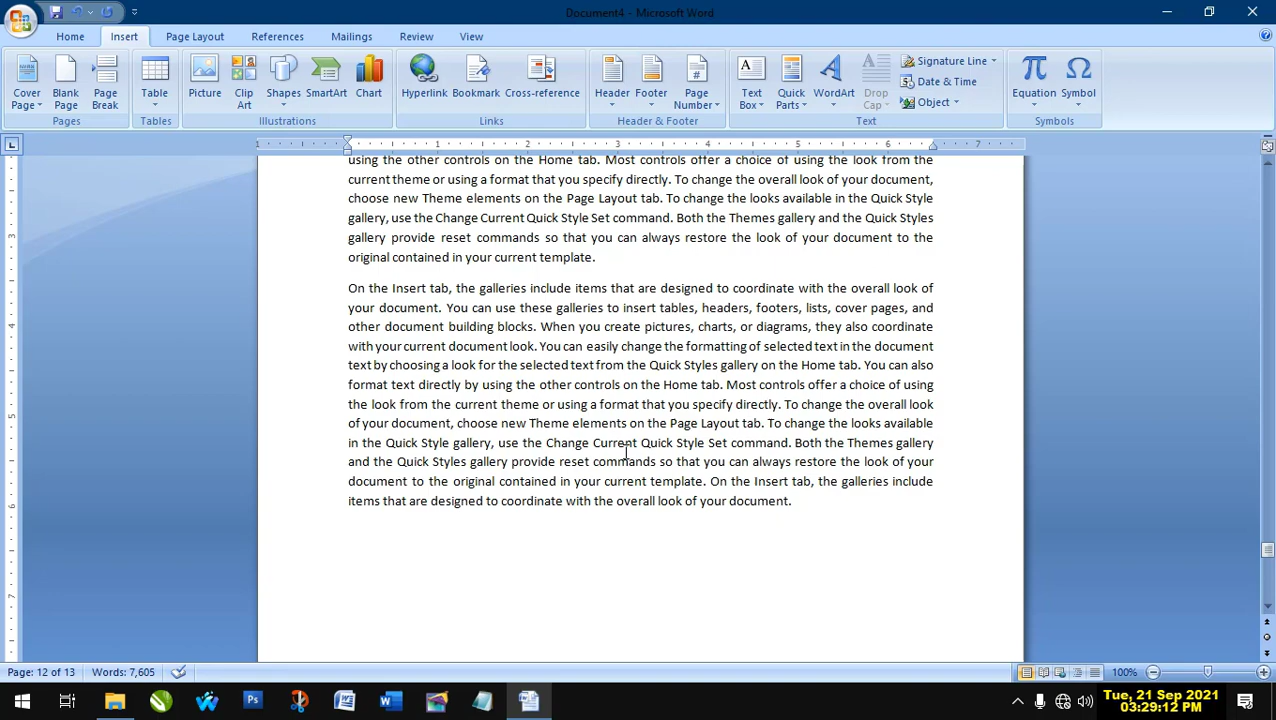 Document4 - Microsoft Word
Home Insert Page Layout References Mailings Review View
Cover Page Blank Page Page Break Table Picture Clip Art Shapes SmartArt Chart Hyperlink Bookmark Cross-reference Header Footer Page Number Text Box Quick Parts WordArt Drop Cap Signature Line Date & Time Object Equation Symbol
Pages Tables Illustrations Links Header & Footer Text Symbols
1 1 2 3 4 5 6 7
using the other controls on the Home tab. Most controls offer a choice of using the look from the
current theme or using a format that you specify directly. To change the overall look of your document,
choose new Theme elements on the Page Layout tab. To change the looks available in the Quick Style
gallery, use the Change Current Quick Style Set command. Both the Themes gallery and the Quick Styles
gallery provide reset commands so that you can always restore the look of your document to the
original contained in your current template.
On the Insert tab, the galleries include items that are designed to coordinate with the overall look of
your document. You can use these galleries to insert tables, headers, footers, lists, cover pages, and
other document building blocks. When you create pictures, charts, or diagrams, they also coordinate
with your current document look. You can easily change the formatting of selected text in the document
text by choosing a look for the selected text from the Quick Styles gallery on the Home tab. You can also
format text directly by using the other controls on the Home tab. Most controls offer a choice of using
the look from the current theme or using a format that you specify directly. To change the overall look
of your document, choose new Theme elements on the Page Layout tab. To change the looks available
in the Quick Style gallery, use the Change Current Quick Style Set command. Both the Themes gallery
and the Quick Styles gallery provide reset commands so that you can always restore the look of your
document to the original contained in your current template. On the Insert tab, the galleries include
items that are designed to coordinate with the overall look of your document.
3
4
5
6
7
Page: 12 of 13 Words: 7,605 100%
Ps
Tue, 21 Sep 2021
03:29:12 PM